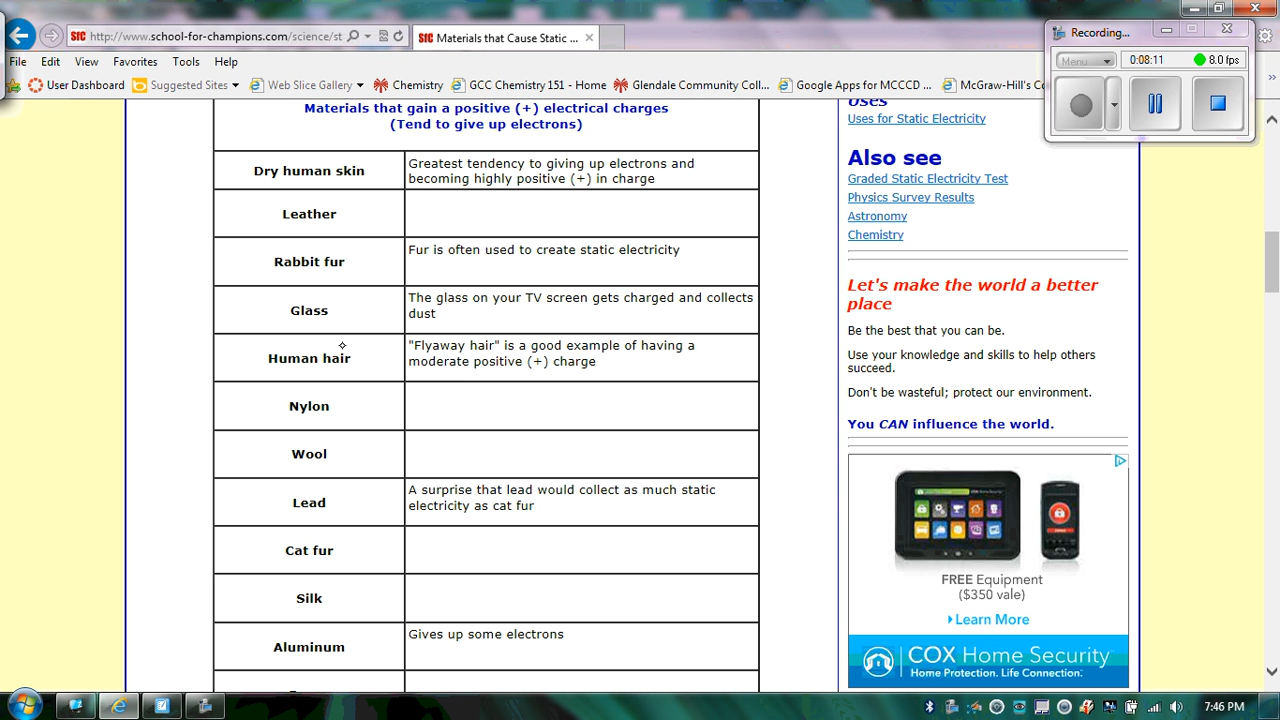 http://www.school-for-champions.com/science/st
Materials that Cause Static ...
Recording...
File Edit View Favorites Tools Help
Menu 0:08:11 8.0 fps
User Dashboard Suggested Sites Web Slice Gallery Chemistry GCC Chemistry 151 - Home Glendale Community Coll... Google Apps for MCCCD ... McGraw-Hill's Co
Materials that gain a positive (+) electrical charges
(Tend to give up electrons)
Dry human skin
Greatest tendency to giving up electrons and
becoming highly positive (+) in charge
Leather
Rabbit fur
Fur is often used to create static electricity
Glass
The glass on your TV screen gets charged and collects
dust
Human hair
"Flyaway hair" is a good example of having a
moderate positive (+) charge
Nylon
Wool
Lead
A surprise that lead would collect as much static
electricity as cat fur
Cat fur
Silk
Aluminum
Gives up some electrons
Uses
Uses for Static Electricity
Also see
Graded Static Electricity Test
Physics Survey Results
Astronomy
Chemistry
Let's make the world a better
place
Be the best that you can be.
Use your knowledge and skills to help others
succeed.
Don't be wasteful; protect our environment.
You CAN influence the world.
FREE Equipment
($350 vale)
Learn More
COX Home Security
Home Protection. Life Connection.
7:46 PM